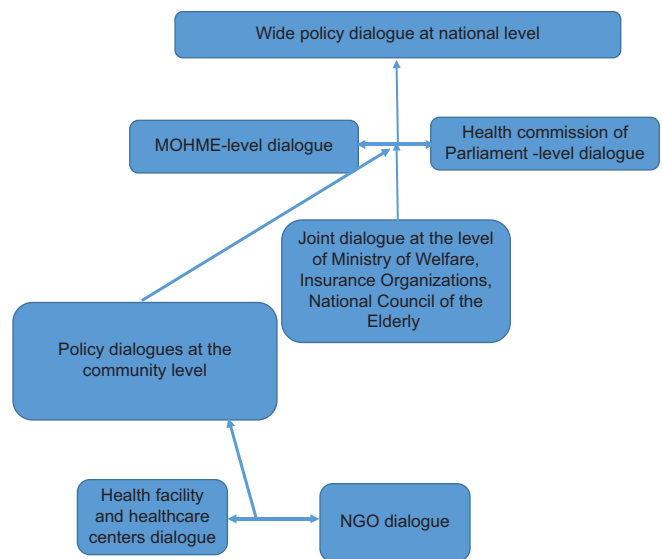 Wide policy dialogue at national level
MOHME-level dialogue
Health commission of
Parliament -level dialogue
Joint dialogue at the level
of Ministry of Welfare,
Insurance Organizations,
National Council of the
Elderly
Policy dialogues at the
community level
Health facility
and healthcare
centers dialogue
NGO dialogue